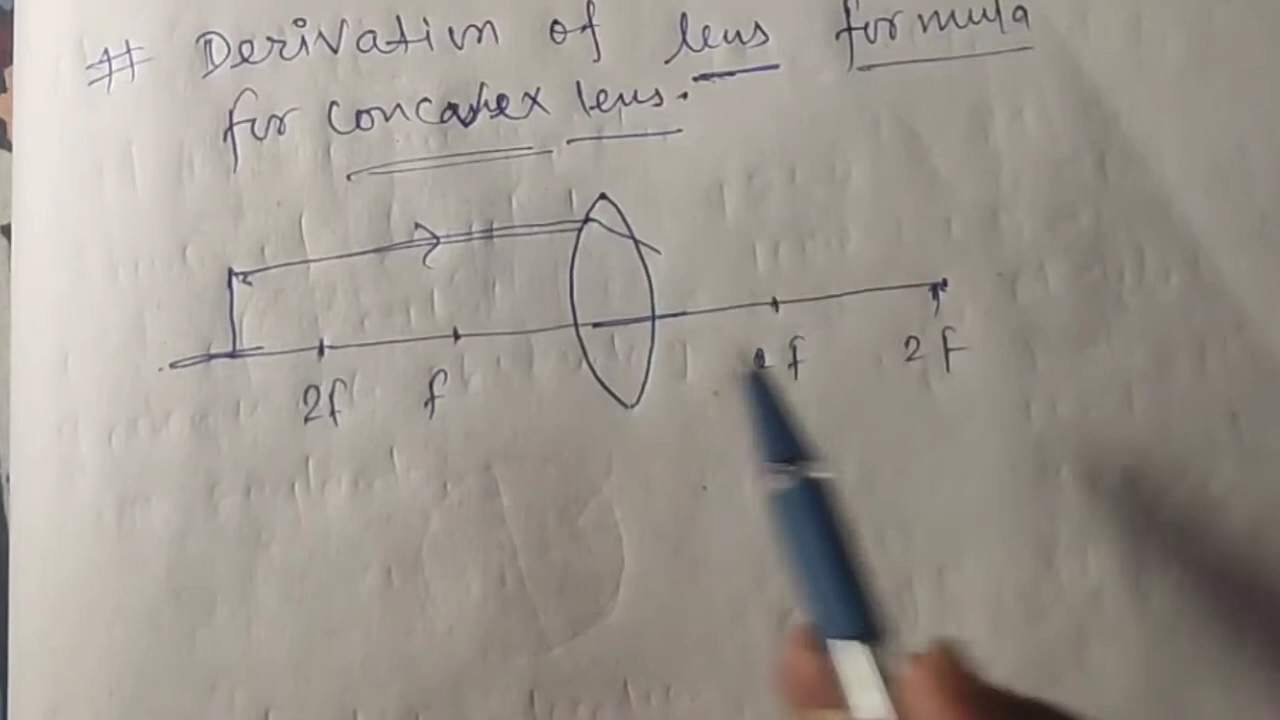 # Derivation of lens formula
for concavex lens.
2f f f 2f